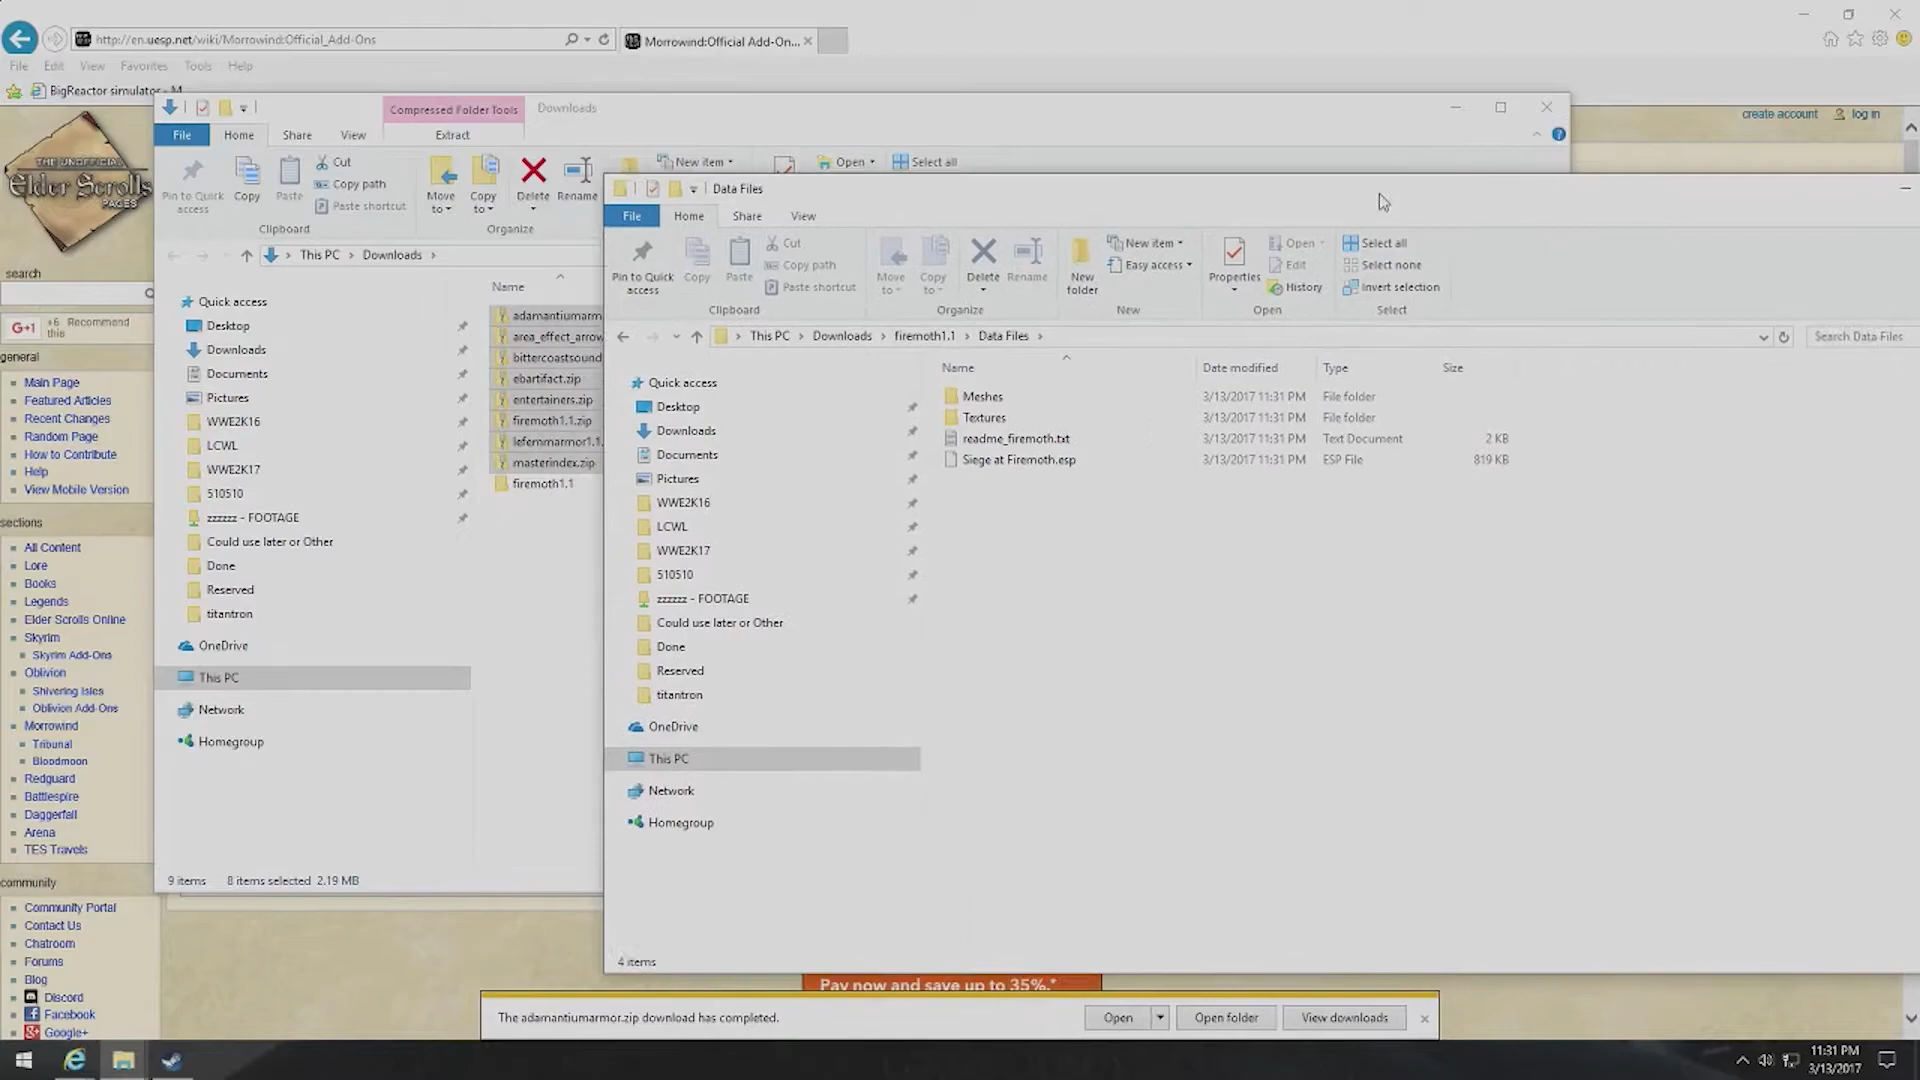 http://en.uesp.net/wiki/Morrowind:Official_Add-Ons
Morrowind:Official Add-On...
File Edit View Favorites Tools Help
BigReactor simulator - M
create account log in
THE UNOFFICIAL
Elder Scrolls
PAGES
search
G+1 +6 Recommend this
general
Main Page
Featured Articles
Recent Changes
Random Page
How to Contribute
Help
View Mobile Version
sections
All Content
Lore
Books
Legends
Elder Scrolls Online
Skyrim
Skyrim Add-Ons
Oblivion
Shivering Isles
Oblivion Add-Ons
Morrowind
Tribunal
Bloodmoon
Redguard
Battlespire
Daggerfall
Arena
TES Travels
community
Community Portal
Contact Us
Chatroom
Forums
Blog
Discord
Facebook
Google+
Compressed Folder Tools Downloads
File Home Share View Extract
Pin to Quick access
Copy
Paste
Cut
Copy path
Paste shortcut
Move to
Copy to
Delete
Rename
New item
Open
Select all
Clipboard Organize
This PC > Downloads >
Name
Quick access
Desktop
Downloads
Documents
Pictures
WWE2K16
LCWL
WWE2K17
510510
zzzzzz - FOOTAGE
Could use later or Other
Done
Reserved
titantron
OneDrive
This PC
Network
Homegroup
adamantiumarm
area_effect_arrow
bittercoastsound
ebartifact.zip
entertainers.zip
firemoth1.1.zip
lefemmarmor1.1.
masterindex.zip
firemoth1.1
9 items 8 items selected 2.19 MB
Data Files
File Home Share View
Pin to Quick access
Copy
Paste
Cut
Copy path
Paste shortcut
Move to
Copy to
Delete
Rename
New folder
New item
Easy access
Properties
Open
Edit
History
Select all
Select none
Invert selection
Clipboard Organize New Open Select
This PC > Downloads > firemoth1.1 > Data Files >
Search Data Files
Quick access
Desktop
Downloads
Documents
Pictures
WWE2K16
LCWL
WWE2K17
510510
zzzzzz - FOOTAGE
Could use later or Other
Done
Reserved
titantron
OneDrive
This PC
Network
Homegroup
Name Date modified Type Size
Meshes 3/13/2017 11:31 PM File folder
Textures 3/13/2017 11:31 PM File folder
readme_firemoth.txt 3/13/2017 11:31 PM Text Document 2 KB
Siege at Firemoth.esp 3/13/2017 11:31 PM ESP File 819 KB
4 items
Pay now and save up to 35%.*
The adamantiumarmor.zip download has completed.
Open
Open folder
View downloads
11:31 PM
3/13/2017